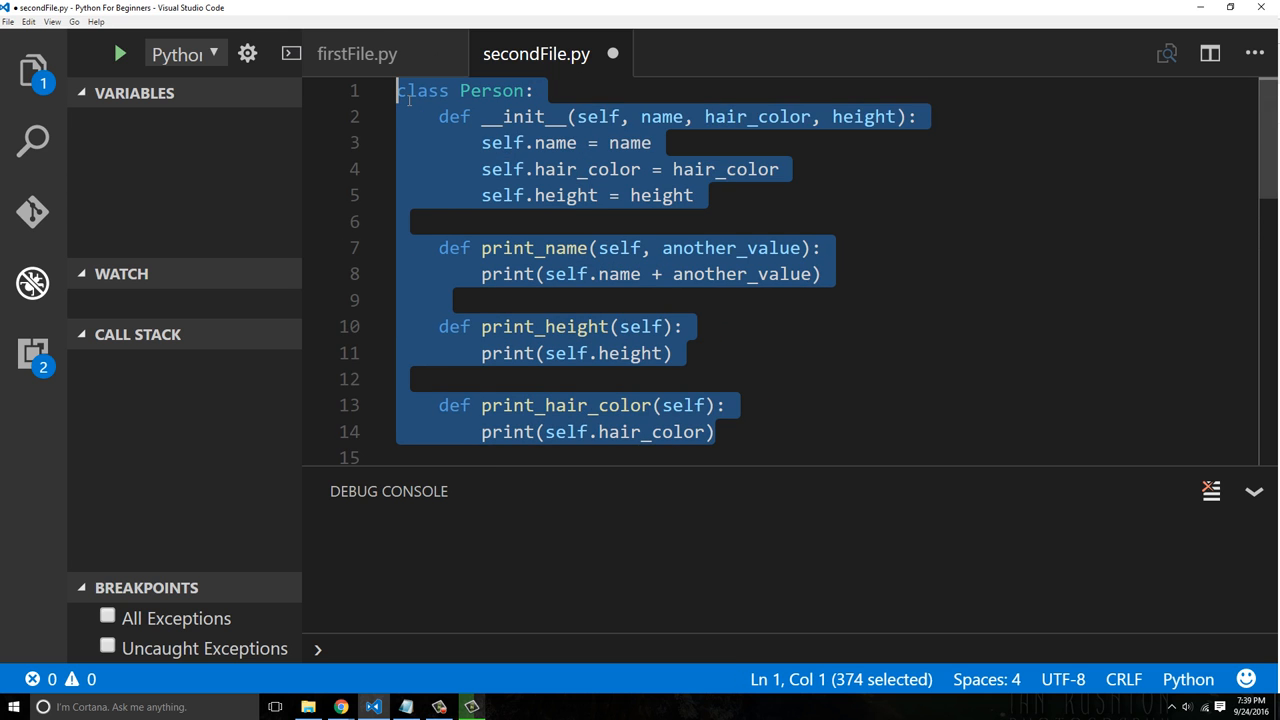 ● secondFile.py - Python For Beginners - Visual Studio Code
File Edit View Go Help
Python
firstFile.py
secondFile.py
1
VARIABLES
WATCH
CALL STACK
2
BREAKPOINTS
All Exceptions
Uncaught Exceptions
1 class Person:
2 def __init__(self, name, hair_color, height):
3 self.name = name
4 self.hair_color = hair_color
5 self.height = height
6
7 def print_name(self, another_value):
8 print(self.name + another_value)
9
10 def print_height(self):
11 print(self.height)
12
13 def print_hair_color(self):
14 print(self.hair_color)
15
DEBUG CONSOLE
0 0
Ln 1, Col 1 (374 selected) Spaces: 4 UTF-8 CRLF Python
I'm Cortana. Ask me anything.
IAN RUSHTON
7:39 PM
9/24/2016